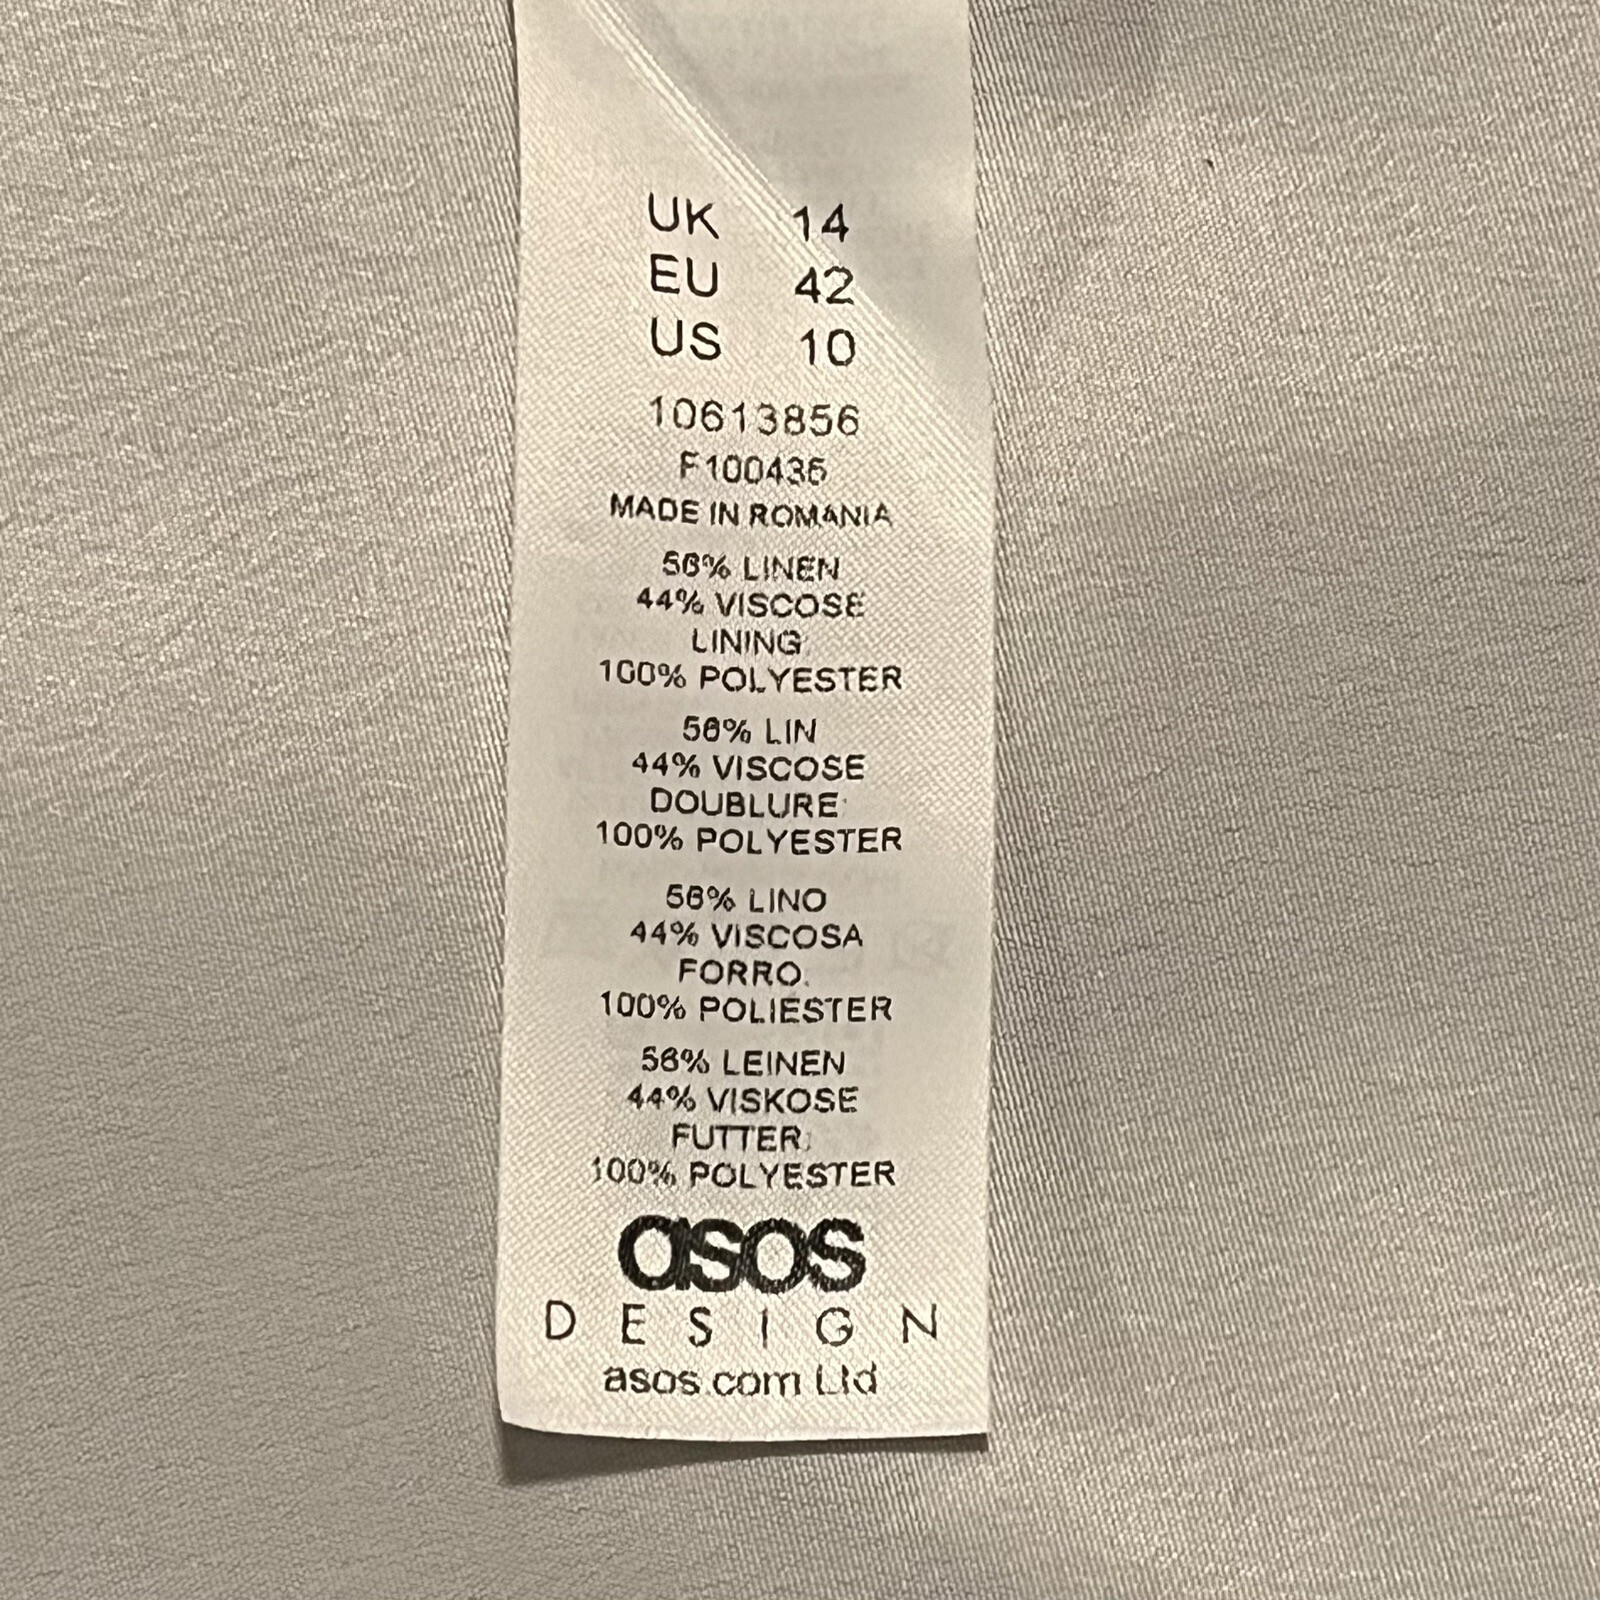 UK 14
EU 42
US 10
10613856
F100436
MADE IN ROMANIA
56% LINEN
44% VISCOSE
LINING:
100% POLYESTER
56% LIN
44% VISCOSE
DOUBLURE:
100% POLYESTER
56% LINO
44% VISCOSA
FORRO:
100% POLIESTER
56% LEINEN
44% VISKOSE
FUTTER:
100% POLYESTER
asos
DESIGN
asos.com Ltd